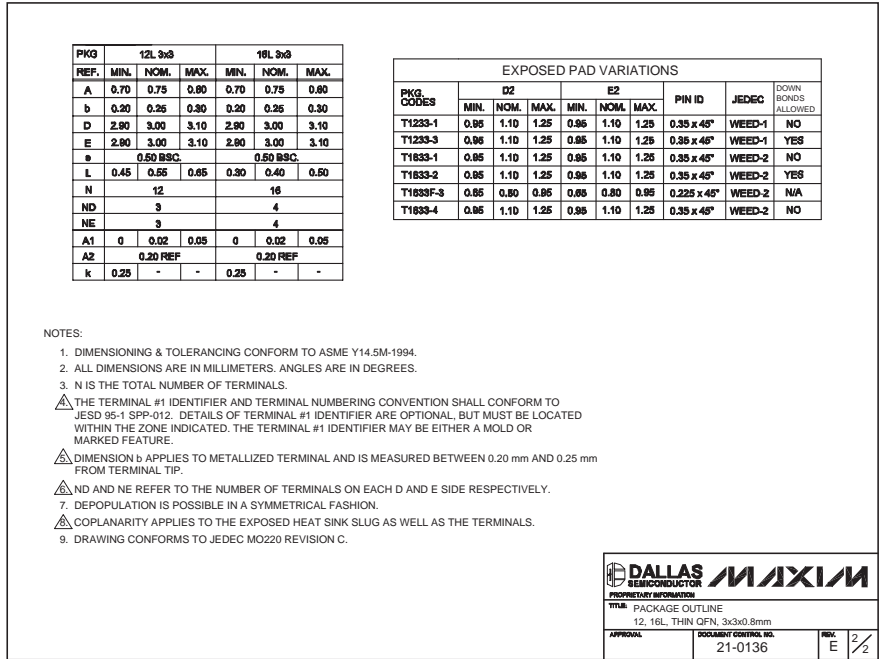 PKG 12L 3x3 16L 3x3
REF. MIN. NOM. MAX. MIN. NOM. MAX.
A 0.70 0.75 0.80 0.70 0.75 0.80
b 0.20 0.25 0.30 0.20 0.25 0.30
D 2.90 3.00 3.10 2.90 3.00 3.10
E 2.90 3.00 3.10 2.90 3.00 3.10
e 0.50 BSC. 0.50 BSC.
L 0.45 0.55 0.65 0.30 0.40 0.50
N 12 16
ND 3 4
NE 3 4
A1 0 0.02 0.05 0 0.02 0.05
A2 0.20 REF 0.20 REF
k 0.25 - - 0.25 - -
EXPOSED PAD VARIATIONS
PKG. CODES D2 E2 PIN ID JEDEC DOWN BONDS ALLOWED
MIN. NOM. MAX. MIN. NOM. MAX.
T1233-1 0.95 1.10 1.25 0.95 1.10 1.25 0.35 x 45° WEED-1 NO
T1233-3 0.95 1.10 1.25 0.95 1.10 1.25 0.35 x 45° WEED-1 YES
T1633-1 0.95 1.10 1.25 0.95 1.10 1.25 0.35 x 45° WEED-2 NO
T1633-2 0.95 1.10 1.25 0.95 1.10 1.25 0.35 x 45° WEED-2 YES
T1633F-3 0.65 0.80 0.95 0.65 0.80 0.95 0.225 x 45° WEED-2 N/A
T1633-4 0.95 1.10 1.25 0.95 1.10 1.25 0.35 x 45° WEED-2 NO
NOTES:
1. DIMENSIONING & TOLERANCING CONFORM TO ASME Y14.5M-1994.
2. ALL DIMENSIONS ARE IN MILLIMETERS. ANGLES ARE IN DEGREES.
3. N IS THE TOTAL NUMBER OF TERMINALS.
4. THE TERMINAL #1 IDENTIFIER AND TERMINAL NUMBERING CONVENTION SHALL CONFORM TO
JESD 95-1 SPP-012. DETAILS OF TERMINAL #1 IDENTIFIER ARE OPTIONAL, BUT MUST BE LOCATED
WITHIN THE ZONE INDICATED. THE TERMINAL #1 IDENTIFIER MAY BE EITHER A MOLD OR
MARKED FEATURE.
5. DIMENSION b APPLIES TO METALLIZED TERMINAL AND IS MEASURED BETWEEN 0.20 mm AND 0.25 mm
FROM TERMINAL TIP.
6. ND AND NE REFER TO THE NUMBER OF TERMINALS ON EACH D AND E SIDE RESPECTIVELY.
7. DEPOPULATION IS POSSIBLE IN A SYMMETRICAL FASHION.
8. COPLANARITY APPLIES TO THE EXPOSED HEAT SINK SLUG AS WELL AS THE TERMINALS.
9. DRAWING CONFORMS TO JEDEC MO220 REVISION C.
DALLAS SEMICONDUCTOR MAXIM
PROPRIETARY INFORMATION
TITLE: PACKAGE OUTLINE
12, 16L, THIN QFN, 3x3x0.8mm
APPROVAL DOCUMENT CONTROL NO. REV.
21-0136 E 2/2